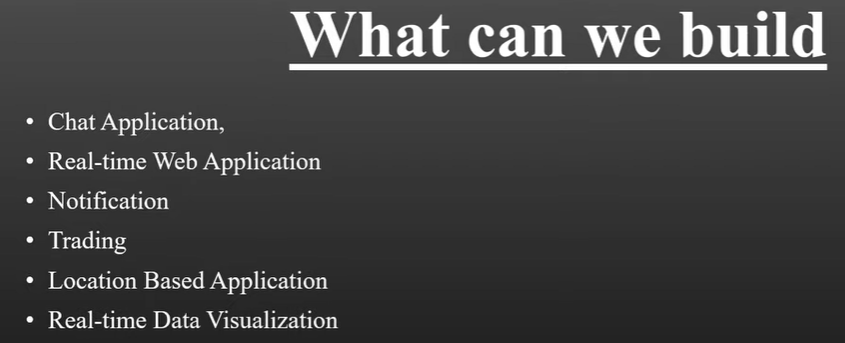 What can we build
• Chat Application,
• Real-time Web Application
• Notification
• Trading
• Location Based Application
• Real-time Data Visualization